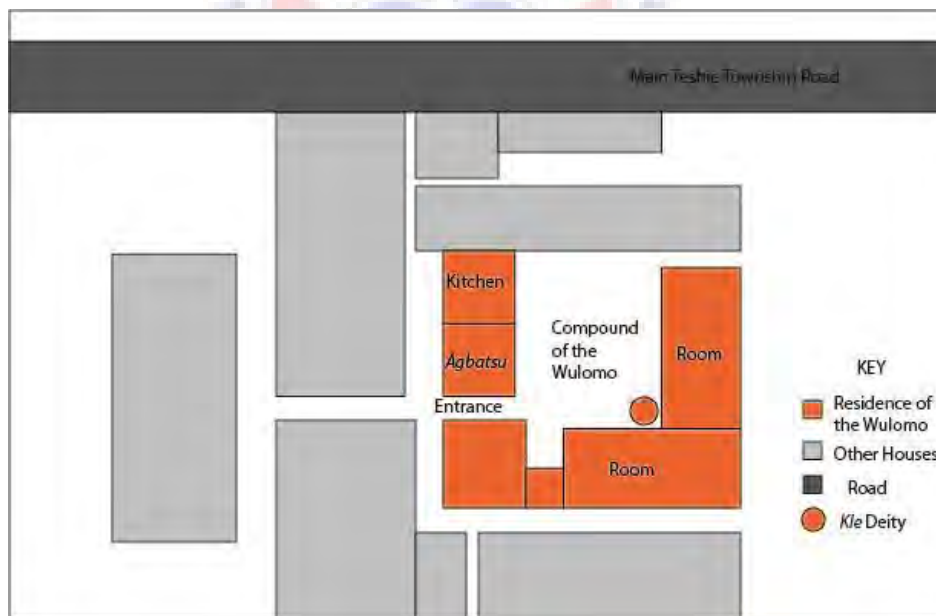 Main Teshie Township Road
Kitchen
Agbatsu
Entrance
Compound
of the
Wulomo
Room
Room
KEY
Residence of
the Wulomo
Other Houses
Road
Kle Deity